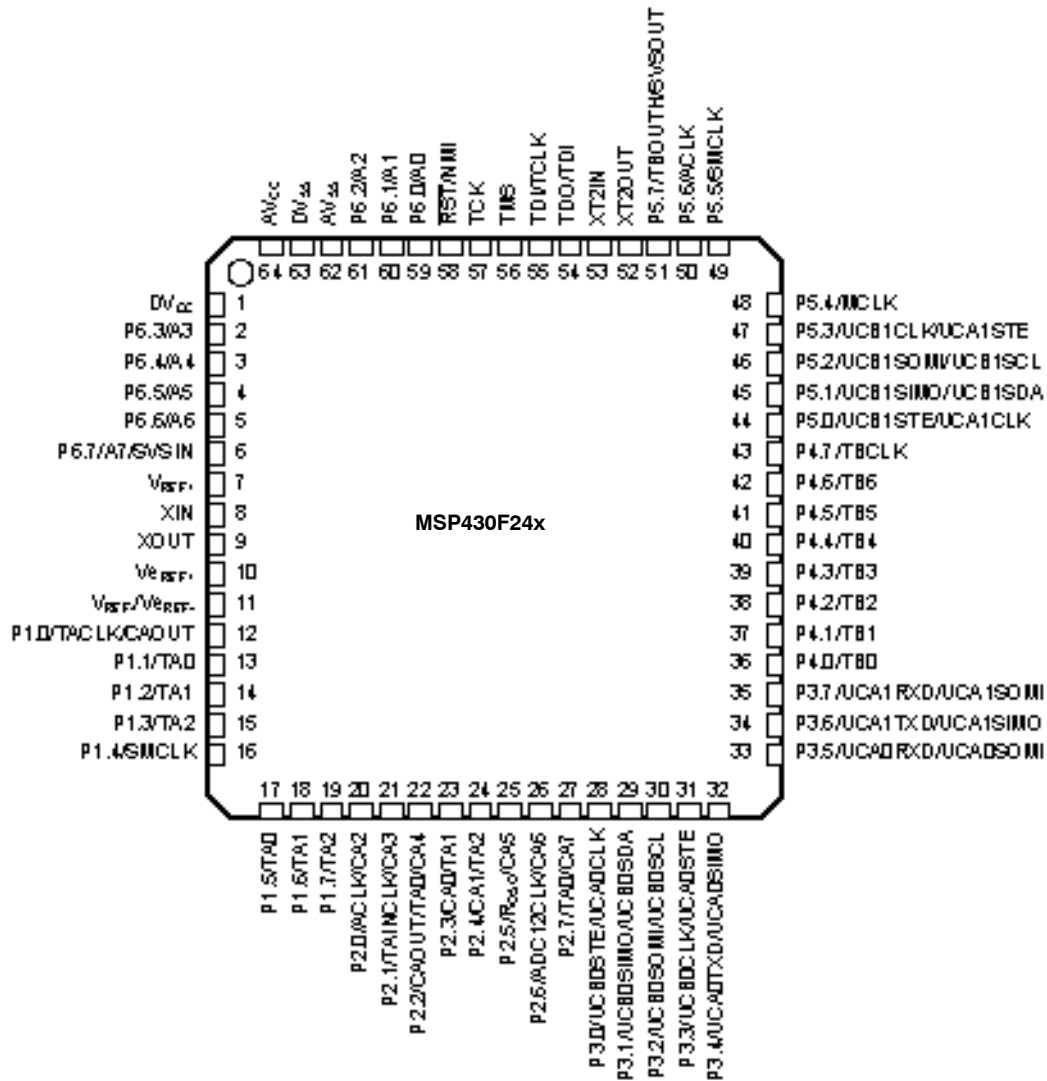 AVCC
DVSS
AVSS
P6.2/A2
P6.1/A1
P6.0/A0
RST/NMI
TCK
TMS
TDI/TCLK
TDO/TDI
XT2IN
XT2OUT
P5.7/TBOUTH/SVSOUT
P5.6/ACLK
P5.5/SMCLK
64 63 62 61 60 59 58 57 56 55 54 53 52 51 50 49
DVCC 1
P6.3/A3 2
P6.4/A4 3
P6.5/A5 4
P6.6/A6 5
P6.7/A7/SVSIN 6
VREF+ 7
XIN 8
XOUT 9
VeREF+ 10
VREF-/VeREF- 11
P1.0/TACLK/CAOUT 12
P1.1/TA0 13
P1.2/TA1 14
P1.3/TA2 15
P1.4/SMCLK 16
MSP430F24x
48 P5.4/MCLK
47 P5.3/UCB1CLK/UCA1STE
46 P5.2/UCB1SOMI/UCB1SCL
45 P5.1/UCB1SIMO/UCB1SDA
44 P5.0/UCB1STE/UCA1CLK
43 P4.7/TBCLK
42 P4.6/TB6
41 P4.5/TB5
40 P4.4/TB4
39 P4.3/TB3
38 P4.2/TB2
37 P4.1/TB1
36 P4.0/TB0
35 P3.7/UCA1RXD/UCA1SOMI
34 P3.6/UCA1TXD/UCA1SIMO
33 P3.5/UCA0RXD/UCA0SOMI
17 18 19 20 21 22 23 24 25 26 27 28 29 30 31 32
P1.5/TA0
P1.6/TA1
P1.7/TA2
P2.0/ACLK/CA2
P2.1/TAINCLK/CA3
P2.2/CAOUT/TA0/CA4
P2.3/CA0/TA1
P2.4/CA1/TA2
P2.5/ROSC/CA5
P2.6/ADC12CLK/CA6
P2.7/TA0/CA7
P3.0/UCB0STE/UCA0CLK
P3.1/UCB0SIMO/UCB0SDA
P3.2/UCB0SOMI/UCB0SCL
P3.3/UCB0CLK/UCA0STE
P3.4/UCA0TXD/UCA0SIMO